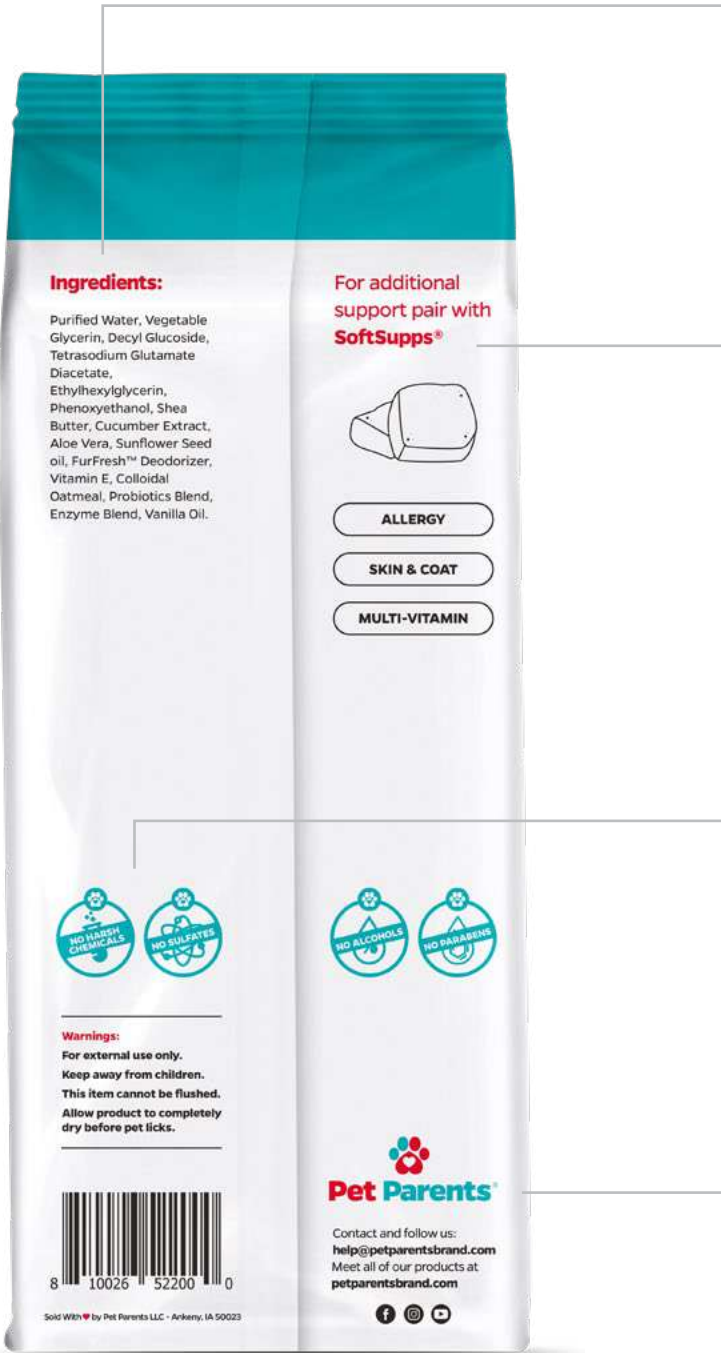 Ingredients:
Purified Water, Vegetable
Glycerin, Decyl Glucoside,
Tetrasodium Glutamate
Diacetate,
Ethylhexylglycerin,
Phenoxyethanol, Shea
Butter, Cucumber Extract,
Aloe Vera, Sunflower Seed
oil, FurFresh™ Deodorizer,
Vitamin E, Colloidal
Oatmeal, Probiotics Blend,
Enzyme Blend, Vanilla Oil.
For additional
support pair with
SoftSupps®
ALLERGY
SKIN & COAT
MULTI-VITAMIN
NO HARSH
CHEMICALS
NO SULFATES
NO ALCOHOLS
NO PARABENS
Warnings:
For external use only.
Keep away from children.
This item cannot be flushed.
Allow product to completely
dry before pet licks.
8 10026 52200 0
Sold With ♥ by Pet Parents LLC - Ankeny, IA 50023
Pet Parents®
Contact and follow us:
help@petparentsbrand.com
Meet all of our products at
petparentsbrand.com